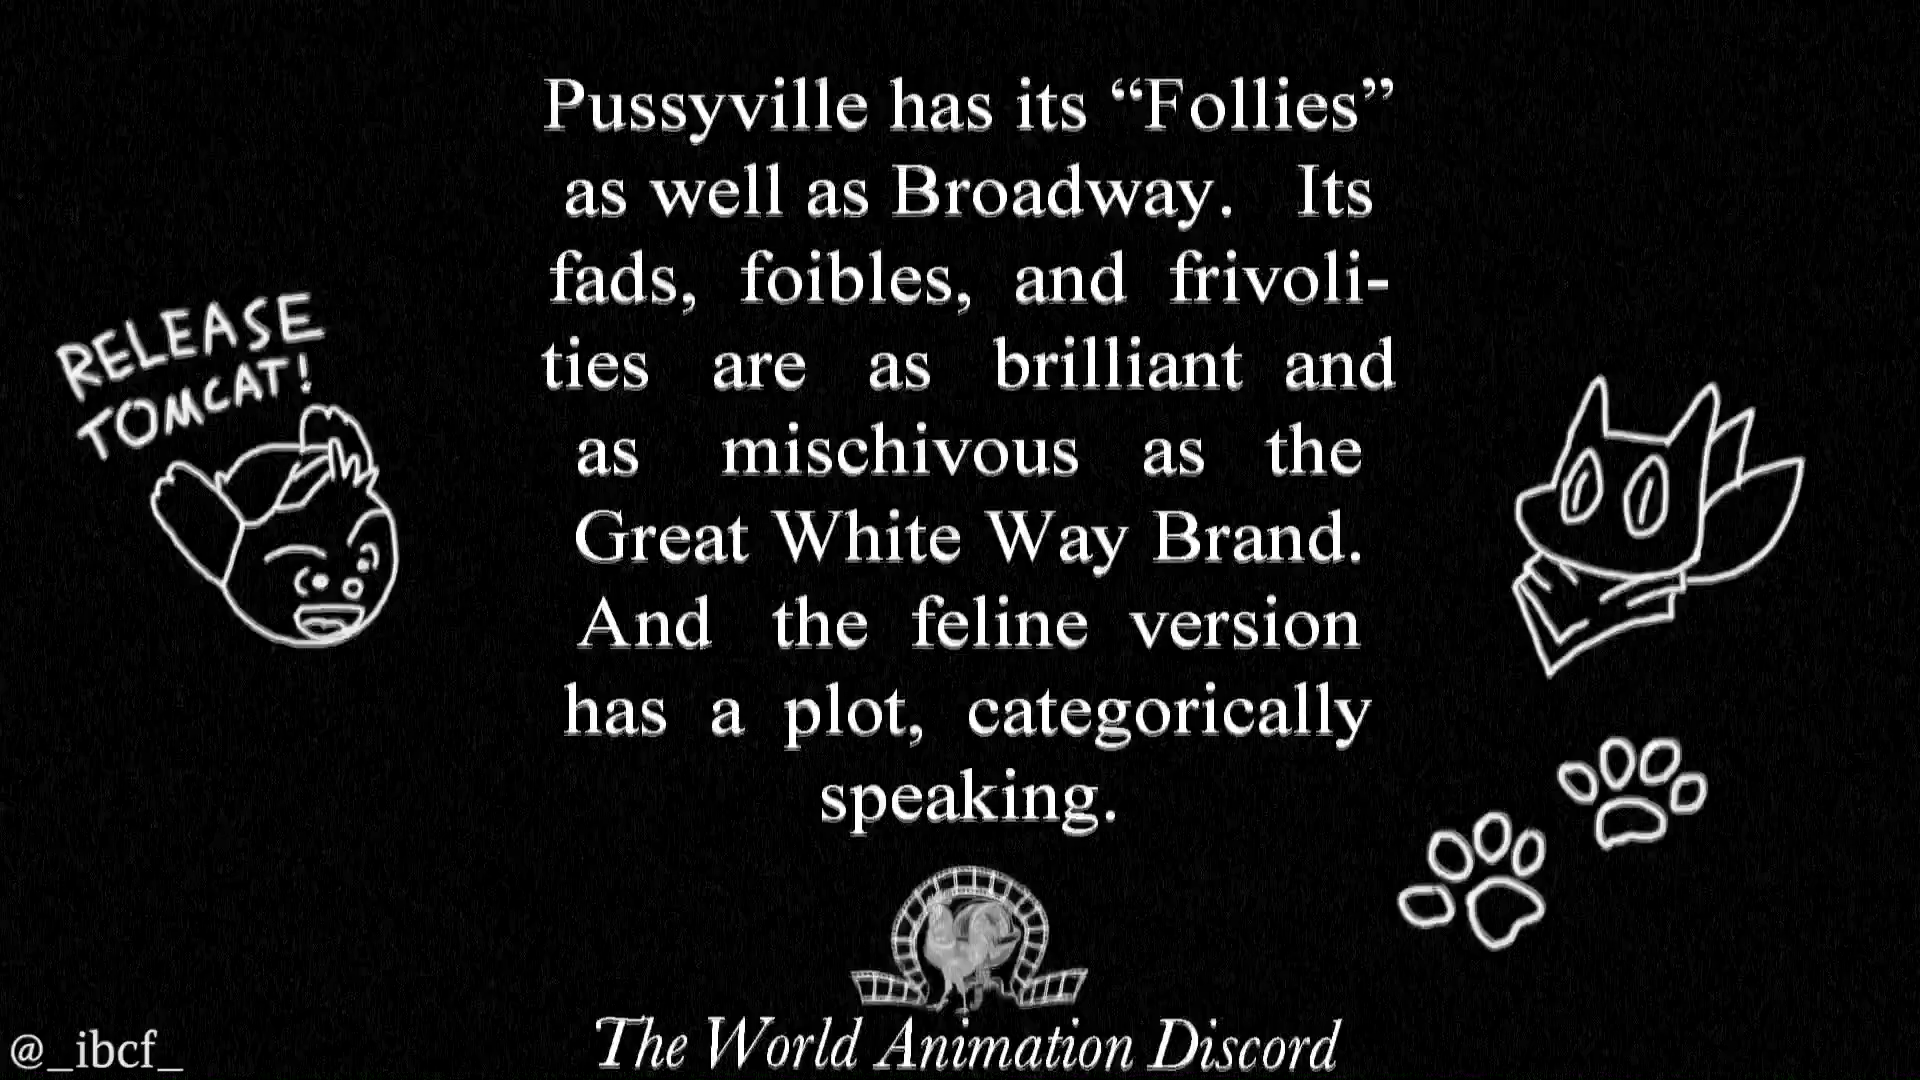 Pussyville has its “Follies”
as well as Broadway. Its
fads, foibles, and frivoli-
ties are as brilliant and
as mischivous as the
Great White Way Brand.
And the feline version
has a plot, categorically
speaking.
RELEASE
TOMCAT!
The World Animation Discord
@_ibcf_